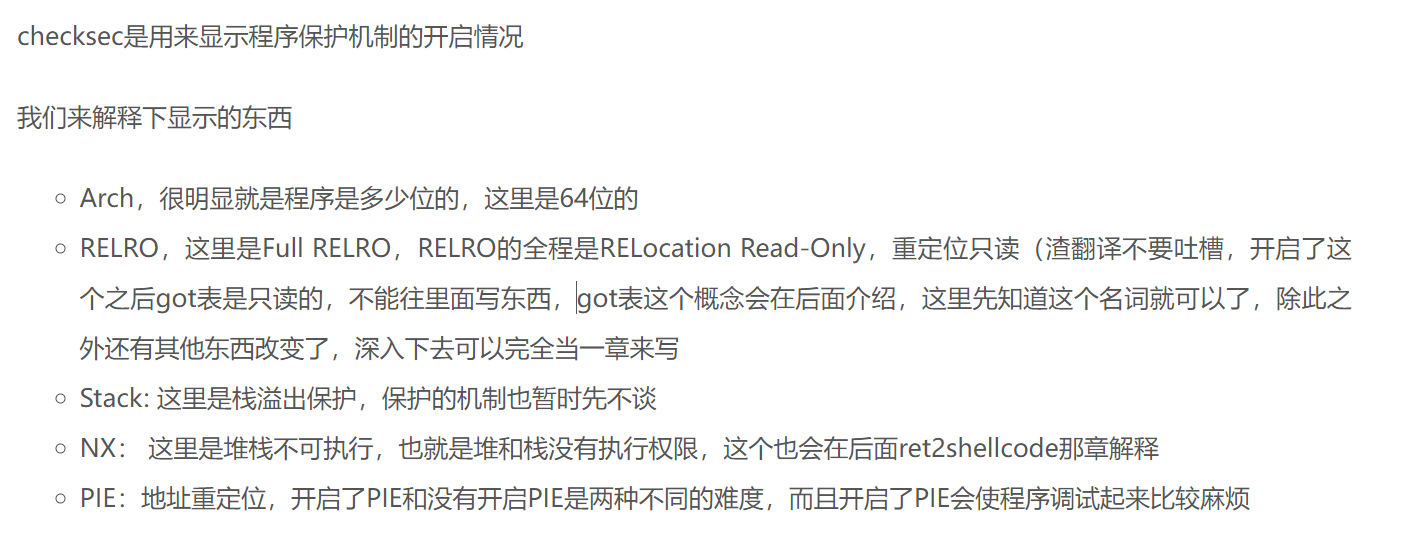 checksec是用来显示程序保护机制的开启情况
我们来解释下显示的东西
Arch，很明显就是程序是多少位的，这里是64位的
RELRO，这里是Full RELRO，RELRO的全程是RELocation Read-Only，重定位只读（渣翻译不要吐槽，开启了这
个之后got表是只读的，不能往里面写东西，got表这个概念会在后面介绍，这里先知道这个名词就可以了，除此之
外还有其他东西改变了，深入下去可以完全当一章来写
Stack: 这里是栈溢出保护，保护的机制也暂时先不谈
NX： 这里是堆栈不可执行，也就是堆和栈没有执行权限，这个也会在后面ret2shellcode那章解释
PIE：地址重定位，开启了PIE和没有开启PIE是两种不同的难度，而且开启了PIE会使程序调试起来比较麻烦